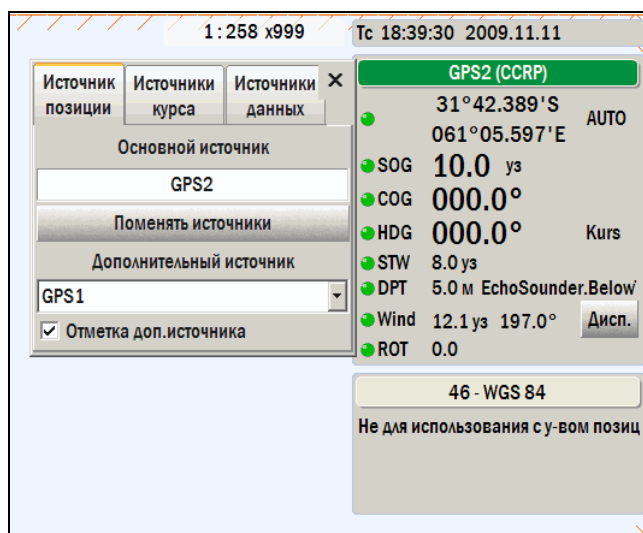 1:258 x999
Тс 18:39:30 2009.11.11
Источник позиции
Источники курса
Источники данных
Основной источник
GPS2
Поменять источники
Дополнительный источник
GPS1
Отметка доп.источника
GPS2 (CCRP)
31°42.389'S
061°05.597'E
AUTO
SOG 10.0 уз
COG 000.0°
HDG 000.0° Kurs
STW 8.0 уз
DPT 5.0 м EchoSounder.Below
Wind 12.1 уз 197.0° Дисп.
ROT 0.0
46 - WGS 84
Не для использования с у-вом позиц